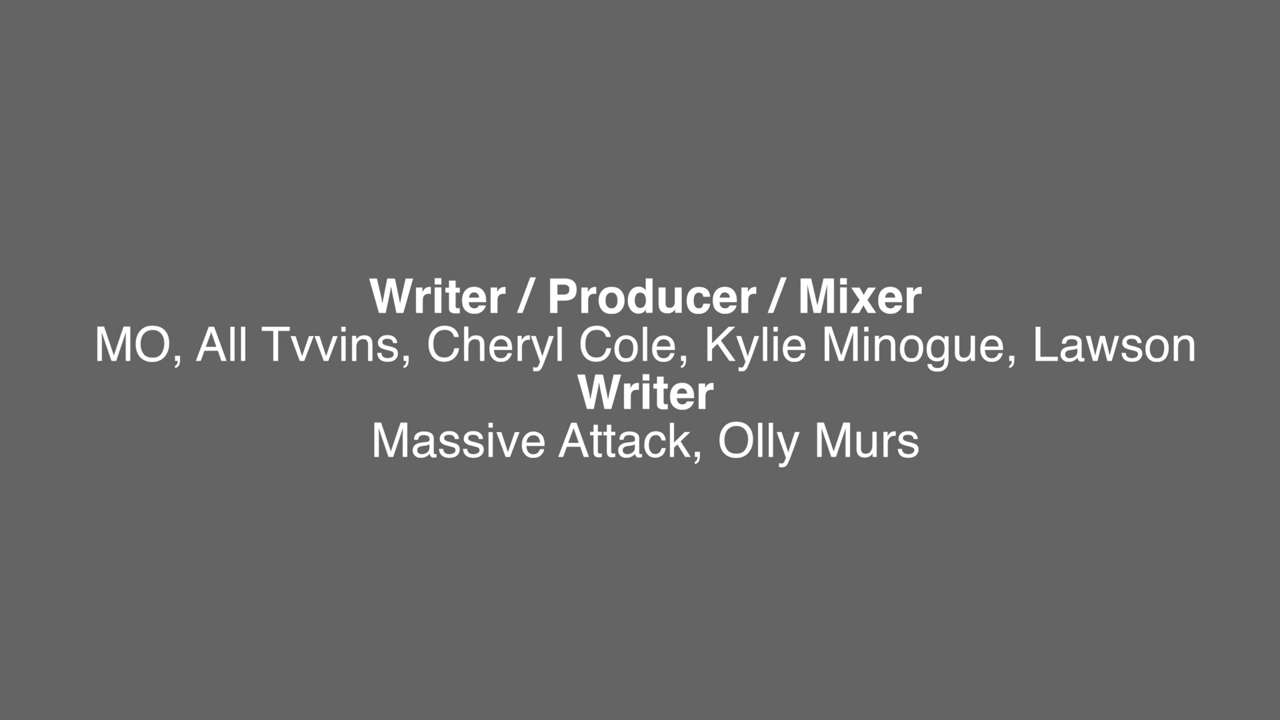 Writer / Producer / Mixer
MO, All Tvvins, Cheryl Cole, Kylie Minogue, Lawson
Writer
Massive Attack, Olly Murs